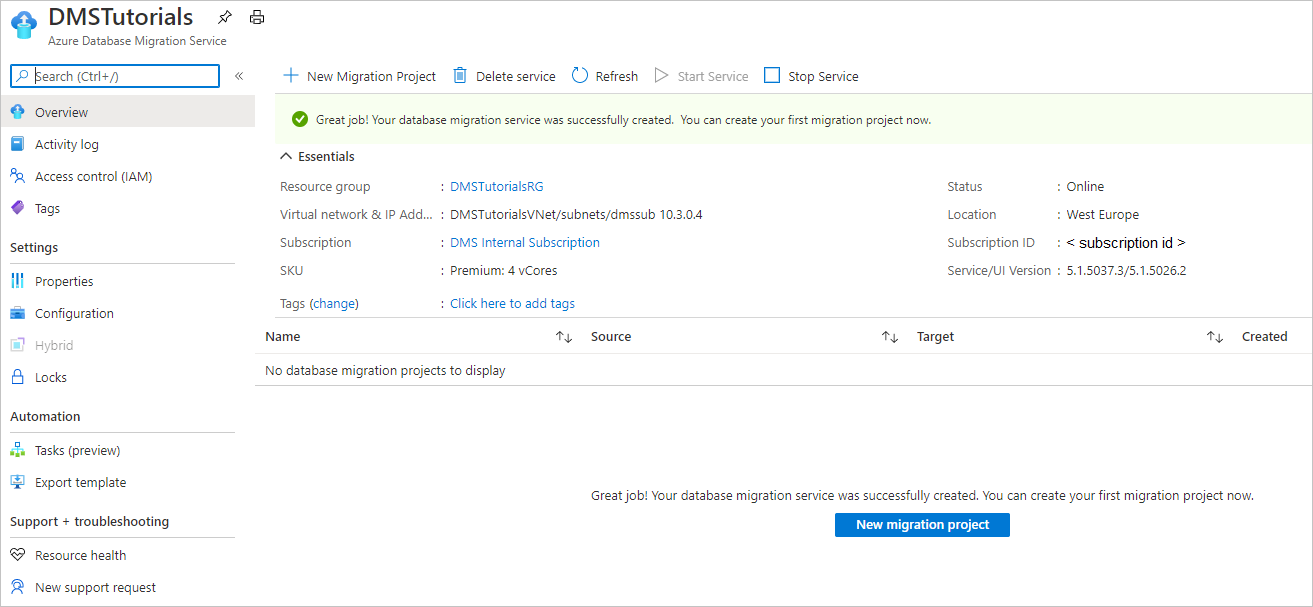 DMSTutorials
Azure Database Migration Service
Search (Ctrl+/)
«
Overview
Activity log
Access control (IAM)
Tags
Settings
Properties
Configuration
Hybrid
Locks
Automation
Tasks (preview)
Export template
Support + troubleshooting
Resource health
New support request
New Migration Project Delete service Refresh Start Service Stop Service
Great job! Your database migration service was successfully created. You can create your first migration project now.
Essentials
Resource group : DMSTutorialsRG
Virtual network & IP Add... : DMSTutorialsVNet/subnets/dmssub 10.3.0.4
Subscription : DMS Internal Subscription
SKU : Premium: 4 vCores
Tags (change) : Click here to add tags
Status : Online
Location : West Europe
Subscription ID : < subscription id >
Service/UI Version : 5.1.5037.3/5.1.5026.2
Name Source Target Created
No database migration projects to display
Great job! Your database migration service was successfully created. You can create your first migration project now.
New migration project